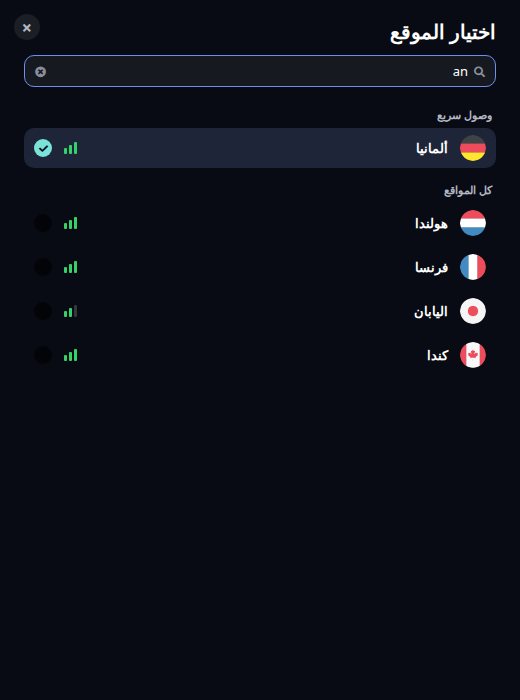 اختيار الموقع
an
وصول سريع
ألمانيا
كل المواقع
هولندا
فرنسا
اليابان
كندا